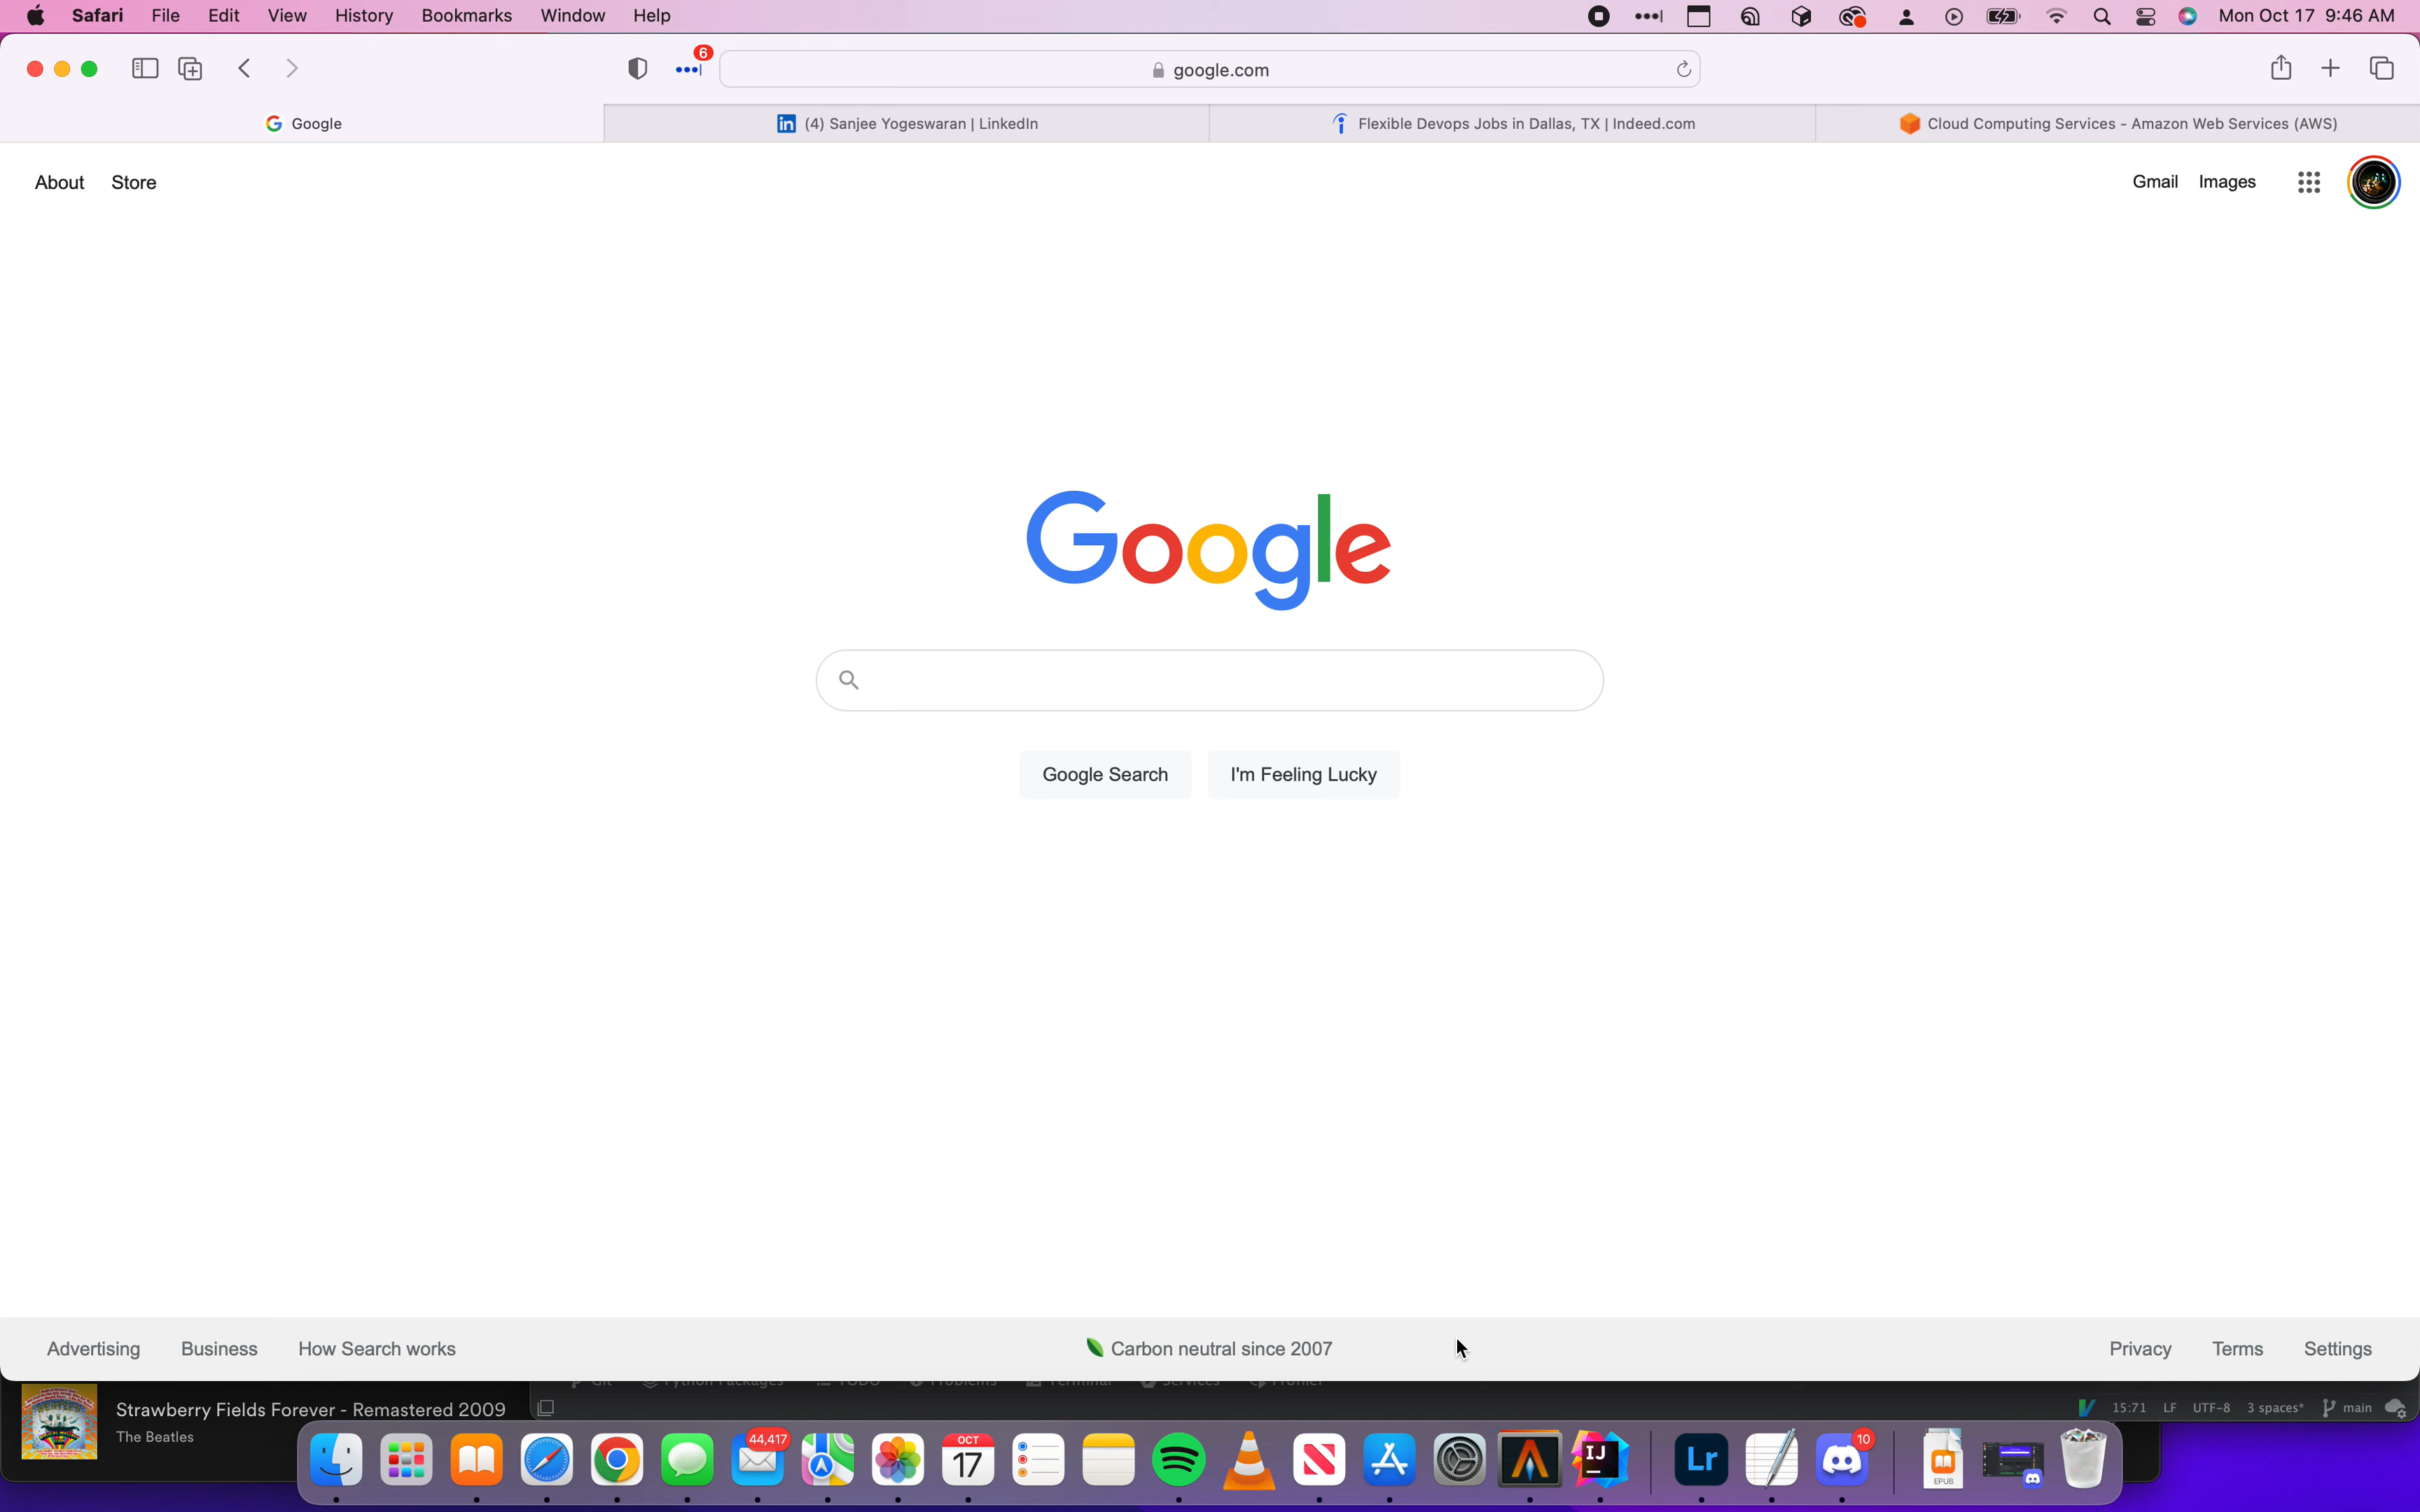 Safari File Edit View History Bookmarks Window Help Mon Oct 17 9:46 AM
6
google.com
Google (4) Sanjee Yogeswaran | LinkedIn Flexible Devops Jobs in Dallas, TX | Indeed.com Cloud Computing Services - Amazon Web Services (AWS)
About Store Gmail Images
Google
Google Search I'm Feeling Lucky
Advertising Business How Search works Carbon neutral since 2007 Privacy Terms Settings
Strawberry Fields Forever - Remastered 2009
The Beatles
15:71 LF UTF-8 3 spaces* main
44,417 OCT 17 IJ Lr 10 EPUB